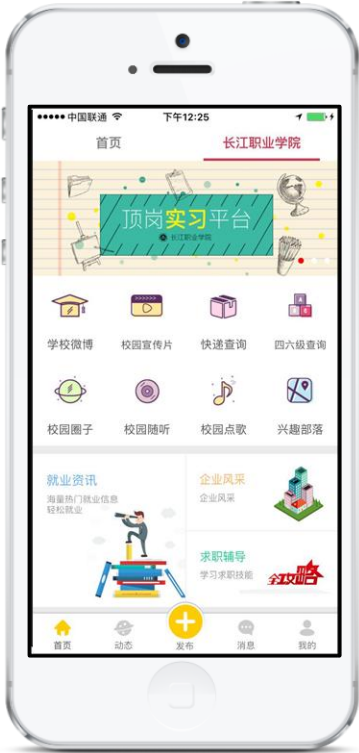 中国联通 下午12:25
首页 长江职业学院
顶岗实习平台
长江职业学院
学校微博 校园宣传片 快递查询 四六级查询
校园圈子 校园随听 校园点歌 兴趣部落
就业资讯
海量热门就业信息
轻松就业
企业风采
企业风采
求职辅导
学习求职技能
全攻略
首页 动态 发布 消息 我的